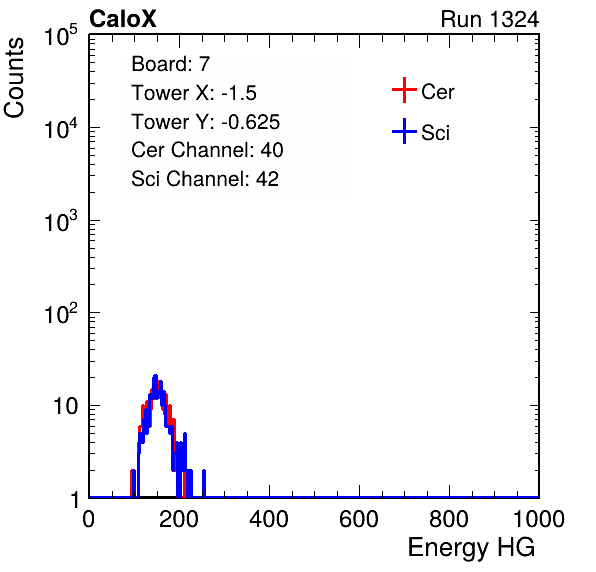 CaloX Run 1324
Counts
10^5
10^4
10^3
10^2
10
1
Board: 7
Tower X: -1.5
Tower Y: -0.625
Cer Channel: 40
Sci Channel: 42
Cer
Sci
0 200 400 600 800 1000
Energy HG